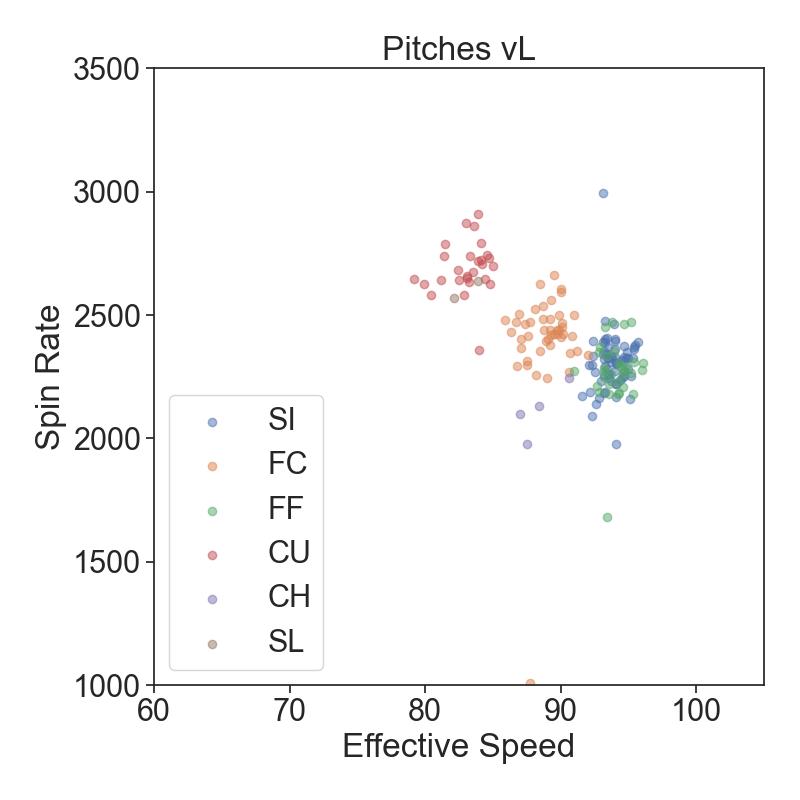 Pitches vL
3500
3000
2500
2000
1500
1000
Spin Rate
SI
FC
FF
CU
CH
SL
60 70 80 90 100
Effective Speed